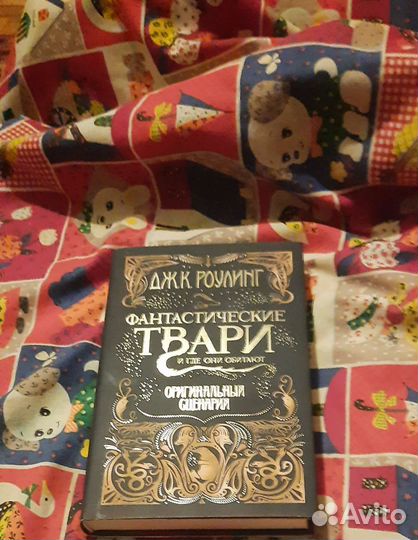 ДЖ.К. РОУЛИНГ
ФАНТАСТИЧЕСКИЕ
ТВАРИ
И ГДЕ ОНИ ОБИТАЮТ
ОРИГИНАЛЬНЫЙ
СЦЕНАРИЙ
Avito